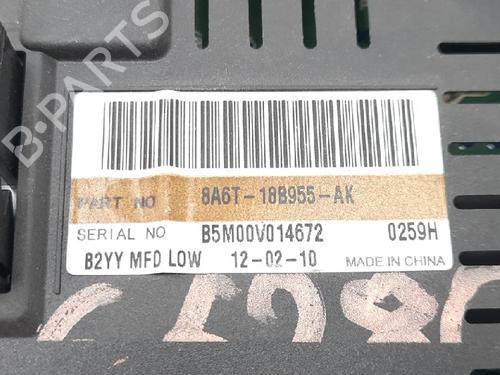 B-PARTS
PART NO 8A6T-18B955-AK
SERIAL NO B5M00V014672 0259H
B2YY MFD LOW 12-02-10 MADE IN CHINA